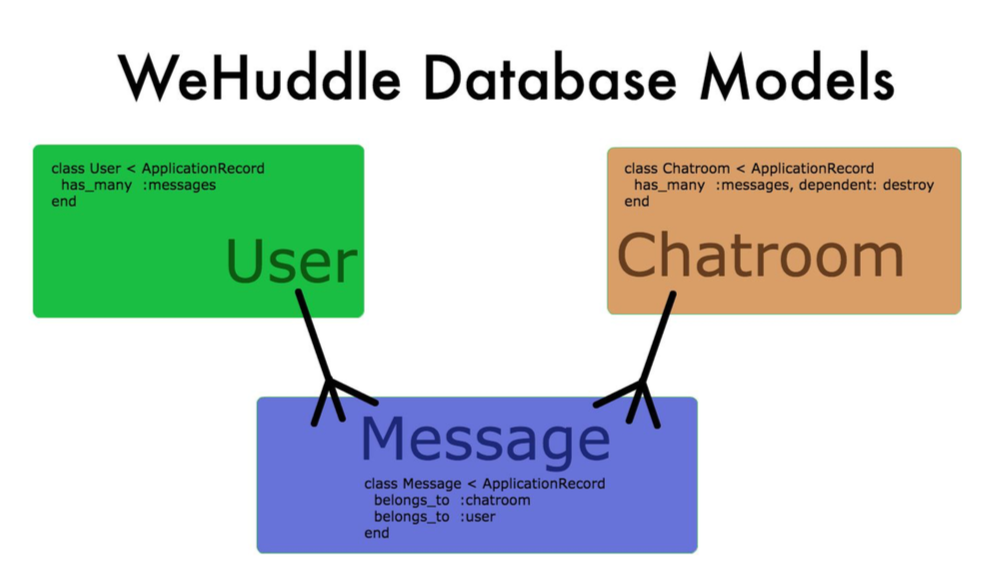 WeHuddle Database Models
class User < ApplicationRecord
has_many :messages
end
User
class Chatroom < ApplicationRecord
has_many :messages, dependent: destroy
end
Chatroom
Message
class Message < ApplicationRecord
belongs_to :chatroom
belongs_to :user
end